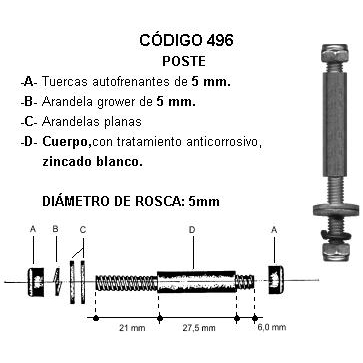 CÓDIGO 496
POSTE
-A- Tuercas autofrenantes de 5 mm.
-B- Arandela grower de 5 mm.
-C- Arandelas planas
-D- Cuerpo,con tratamiento anticorrosivo,
zincado blanco.
DIÁMETRO DE ROSCA: 5mm
A B C D A
21 mm 27,5 mm 6,0 mm